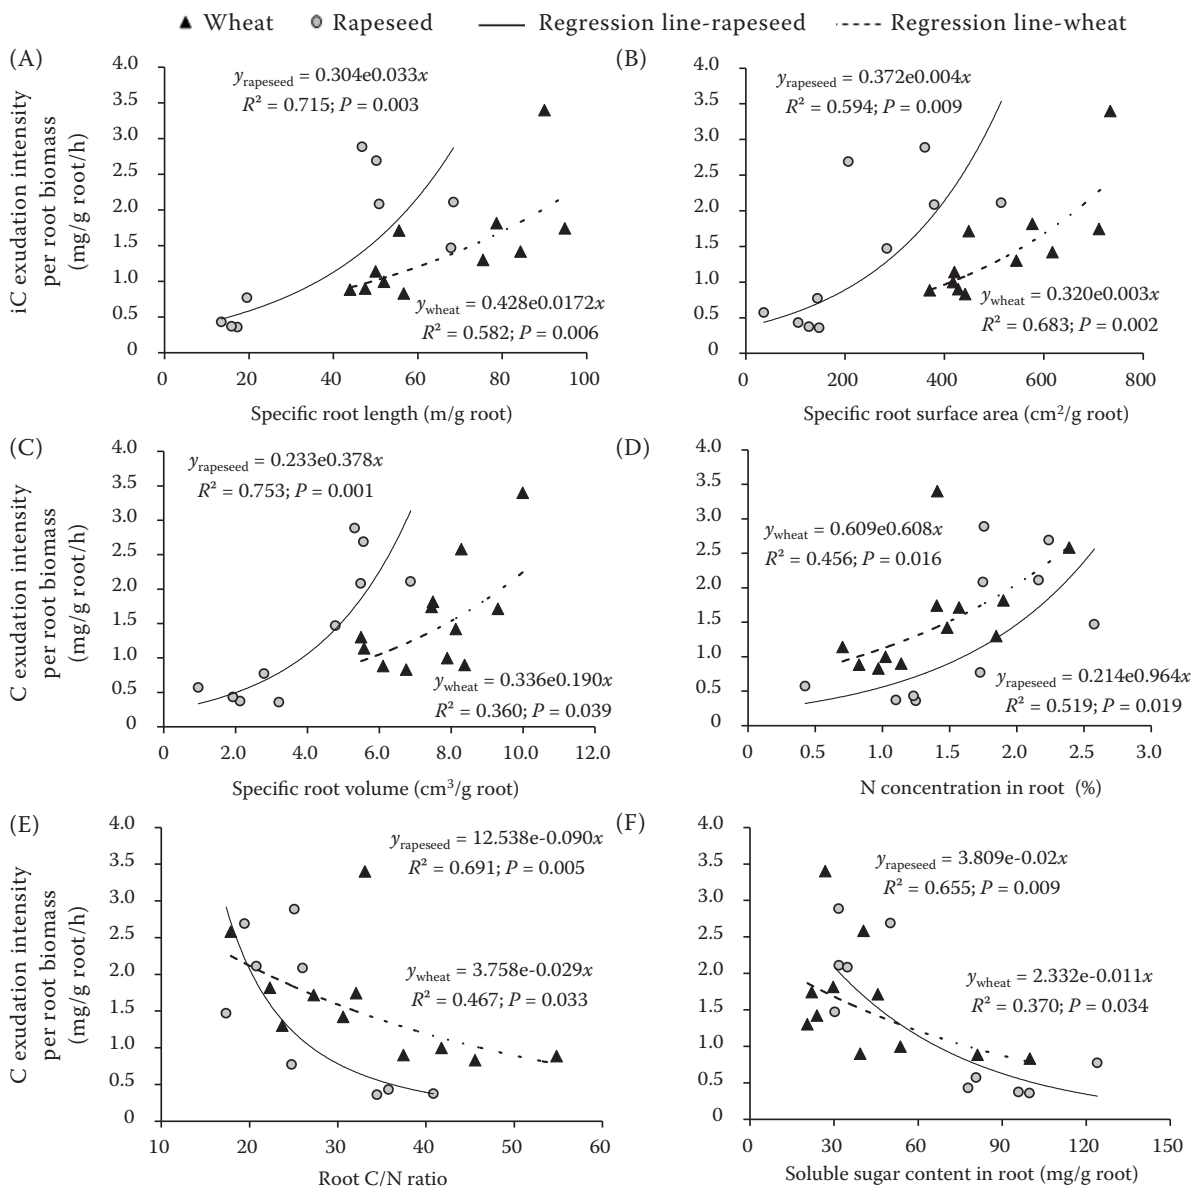 Wheat Rapeseed Regression line-rapeseed Regression line-wheat
(A)
iC exudation intensity
per root biomass
(mg/g root/h)
4.0
3.5
3.0
2.5
2.0
1.5
1.0
0.5
0
y_rapeseed = 0.304e0.033x
R² = 0.715; P = 0.003
y_wheat = 0.428e0.0172x
R² = 0.582; P = 0.006
0 20 40 60 80 100
Specific root length (m/g root)
(B)
4.0
3.5
3.0
2.5
2.0
1.5
1.0
0.5
0
y_rapeseed = 0.372e0.004x
R² = 0.594; P = 0.009
y_wheat = 0.320e0.003x
R² = 0.683; P = 0.002
0 200 400 600 800
Specific root surface area (cm²/g root)
(C)
C exudation intensity
per root biomass
(mg/g root/h)
4.0
3.5
3.0
2.5
2.0
1.5
1.0
0.5
0
y_rapeseed = 0.233e0.378x
R² = 0.753; P = 0.001
y_wheat = 0.336e0.190x
R² = 0.360; P = 0.039
0 2.0 4.0 6.0 8.0 10.0 12.0
Specific root volume (cm³/g root)
(D)
4.0
3.5
3.0
2.5
2.0
1.5
1.0
0.5
0
y_wheat = 0.609e0.608x
R² = 0.456; P = 0.016
y_rapeseed = 0.214e0.964x
R² = 0.519; P = 0.019
0 0.5 1.0 1.5 2.0 2.5 3.0
N concentration in root (%)
(E)
C exudation intensity
per root biomass
(mg/g root/h)
4.0
3.5
3.0
2.5
2.0
1.5
1.0
0.5
0
y_rapeseed = 12.538e-0.090x
R² = 0.691; P = 0.005
y_wheat = 3.758e-0.029x
R² = 0.467; P = 0.033
10 20 30 40 50 60
Root C/N ratio
(F)
4.0
3.5
3.0
2.5
2.0
1.5
1.0
0.5
0
y_rapeseed = 3.809e-0.02x
R² = 0.655; P = 0.009
y_wheat = 2.332e-0.011x
R² = 0.370; P = 0.034
0 30 60 90 120 150
Soluble sugar content in root (mg/g root)